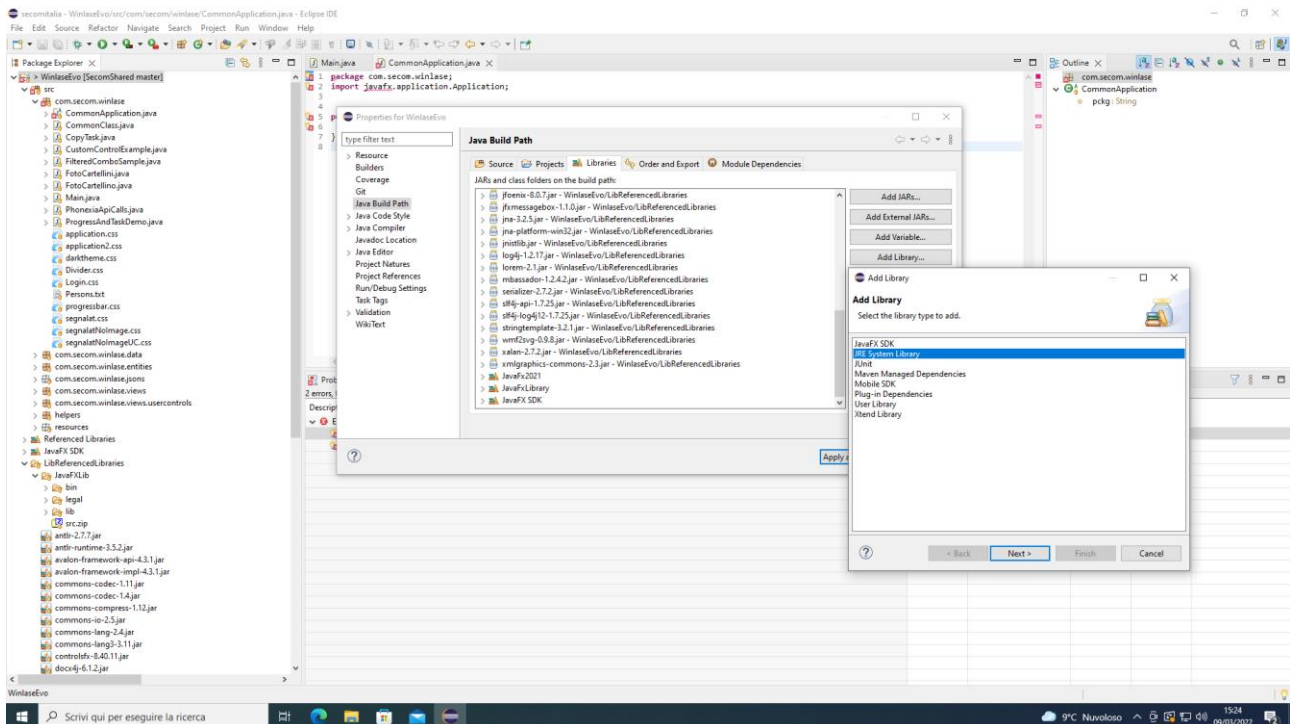 secomitalia - WinlaseEvo/src/com/secom/winlase/CommonApplication.java - Eclipse IDE
File Edit Source Refactor Navigate Search Project Run Window Help
Package Explorer
WinlaseEvo [SecomShared master]
src
com.secom.winlase
CommonApplication.java
CommonClass.java
CopyTask.java
CustomControlExample.java
FilteredComboSample.java
FotoCartellini.java
FotoCartellino.java
Main.java
PhonexiaApiCalls.java
ProgressAndTaskDemo.java
application.css
application2.css
darktheme.css
Divider.css
Login.css
Persons.txt
progressbar.css
segnalat.css
segnalatNoImage.css
segnalatNoImageUC.css
com.secom.winlase.data
com.secom.winlase.entities
com.secom.winlase.jsons
com.secom.winlase.views
com.secom.winlase.views.usercontrols
helpers
resources
Referenced Libraries
JavaFX SDK
LibReferencedLibraries
JavaFXLib
bin
legal
lib
src.zip
antlr-2.7.7.jar
antlr-runtime-3.5.2.jar
avalon-framework-api-4.3.1.jar
avalon-framework-impl-4.3.1.jar
commons-codec-1.11.jar
commons-codec-1.4.jar
commons-compress-1.12.jar
commons-io-2.5.jar
commons-lang-2.4.jar
commons-lang3-3.11.jar
controlsfx-8.40.11.jar
docx4j-6.1.2.jar
WinlaseEvo
Main.java CommonApplication.java
1 package com.secom.winlase;
2 import javafx.application.Application;
3
4
5 p
6
7 }
8
Prob
2 errors,
Descrip
E
Properties for WinlaseEvo
type filter text
Resource
Builders
Coverage
Git
Java Build Path
Java Code Style
Java Compiler
Javadoc Location
Java Editor
Project Natures
Project References
Run/Debug Settings
Task Tags
Validation
WikiText
Java Build Path
Source Projects Libraries Order and Export Module Dependencies
JARs and class folders on the build path:
jfoenix-8.0.7.jar - WinlaseEvo/LibReferencedLibraries
jfxmessagebox-1.1.0.jar - WinlaseEvo/LibReferencedLibraries
jna-3.2.5.jar - WinlaseEvo/LibReferencedLibraries
jna-platform-win32.jar - WinlaseEvo/LibReferencedLibraries
jnistlib.jar - WinlaseEvo/LibReferencedLibraries
log4j-1.2.17.jar - WinlaseEvo/LibReferencedLibraries
lorem-2.1.jar - WinlaseEvo/LibReferencedLibraries
mbassador-1.2.4.2.jar - WinlaseEvo/LibReferencedLibraries
serializer-2.7.2.jar - WinlaseEvo/LibReferencedLibraries
slf4j-api-1.7.25.jar - WinlaseEvo/LibReferencedLibraries
slf4j-log4j12-1.7.25.jar - WinlaseEvo/LibReferencedLibraries
stringtemplate-3.2.1.jar - WinlaseEvo/LibReferencedLibraries
wmf2svg-0.9.8.jar - WinlaseEvo/LibReferencedLibraries
xalan-2.7.2.jar - WinlaseEvo/LibReferencedLibraries
xmlgraphics-commons-2.3.jar - WinlaseEvo/LibReferencedLibraries
JavaFx2021
JavaFxLibrary
JavaFX SDK
Add JARs...
Add External JARs...
Add Variable...
Add Library...
Apply a
Add Library
Add Library
Select the library type to add.
JavaFX SDK
JRE System Library
JUnit
Maven Managed Dependencies
Mobile SDK
Plug-in Dependencies
User Library
Xtend Library
< Back Next > Finish Cancel
Outline
com.secom.winlase
CommonApplication
pckg : String
Scrivi qui per eseguire la ricerca
9°C Nuvoloso
15:24
09/03/2022